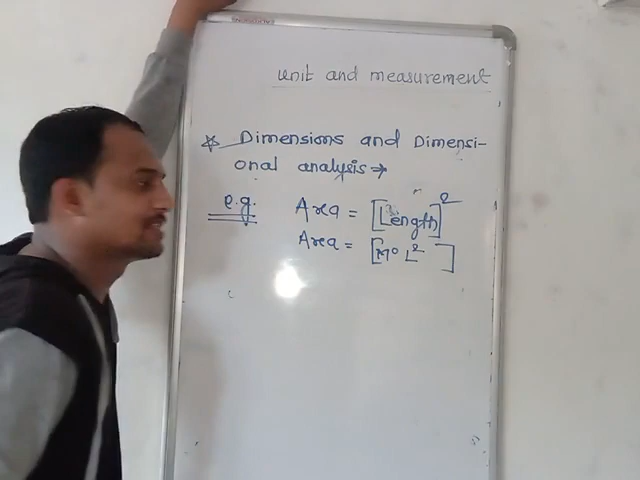 unit and measurement
☆ Dimensions and Dimensi-
onal analysis→
e.g. Area = [Length]²
Area = [M⁰ L² ]